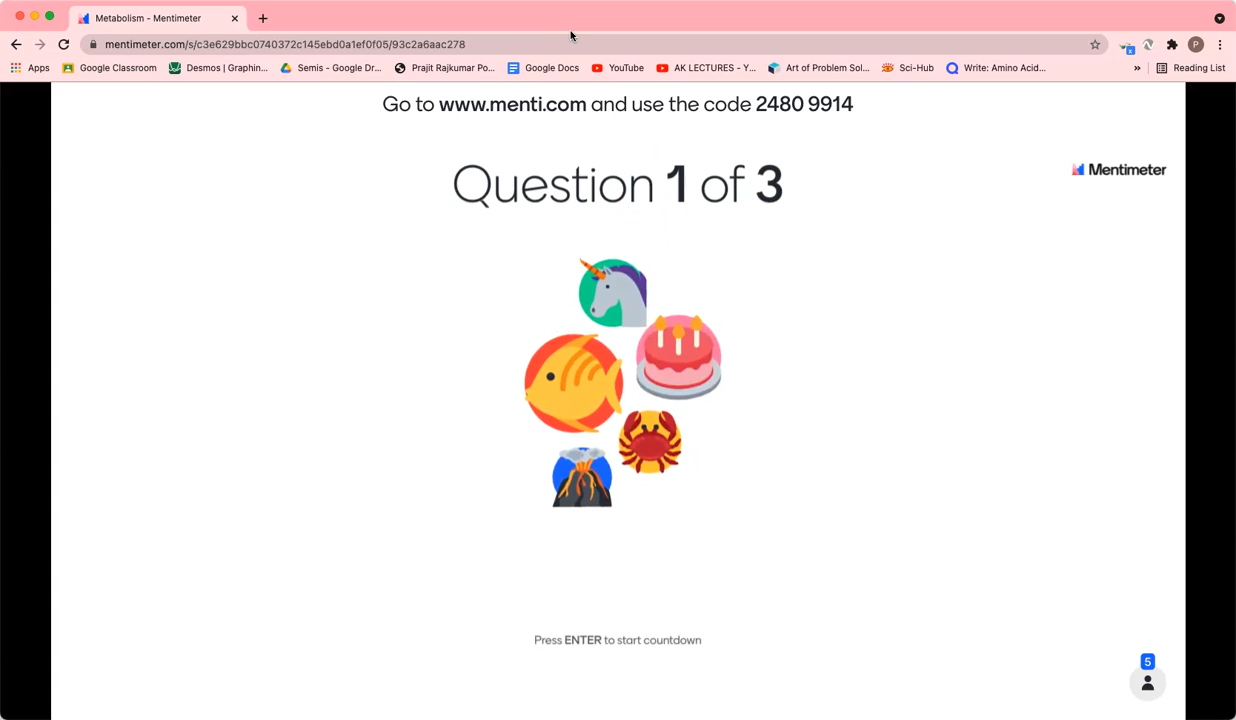 Metabolism - Mentimeter
mentimeter.com/s/c3e629bbc0740372c145ebd0a1ef0f05/93c2a6aac278
P
Apps Google Classroom Desmos | Graphin... Semis - Google Dr... Prajit Rajkumar Po... Google Docs YouTube AK LECTURES - Y... Art of Problem Sol... Sci-Hub Write: Amino Acid... » Reading List
Go to www.menti.com and use the code 2480 9914
Mentimeter
Question 1 of 3
Press ENTER to start countdown
5